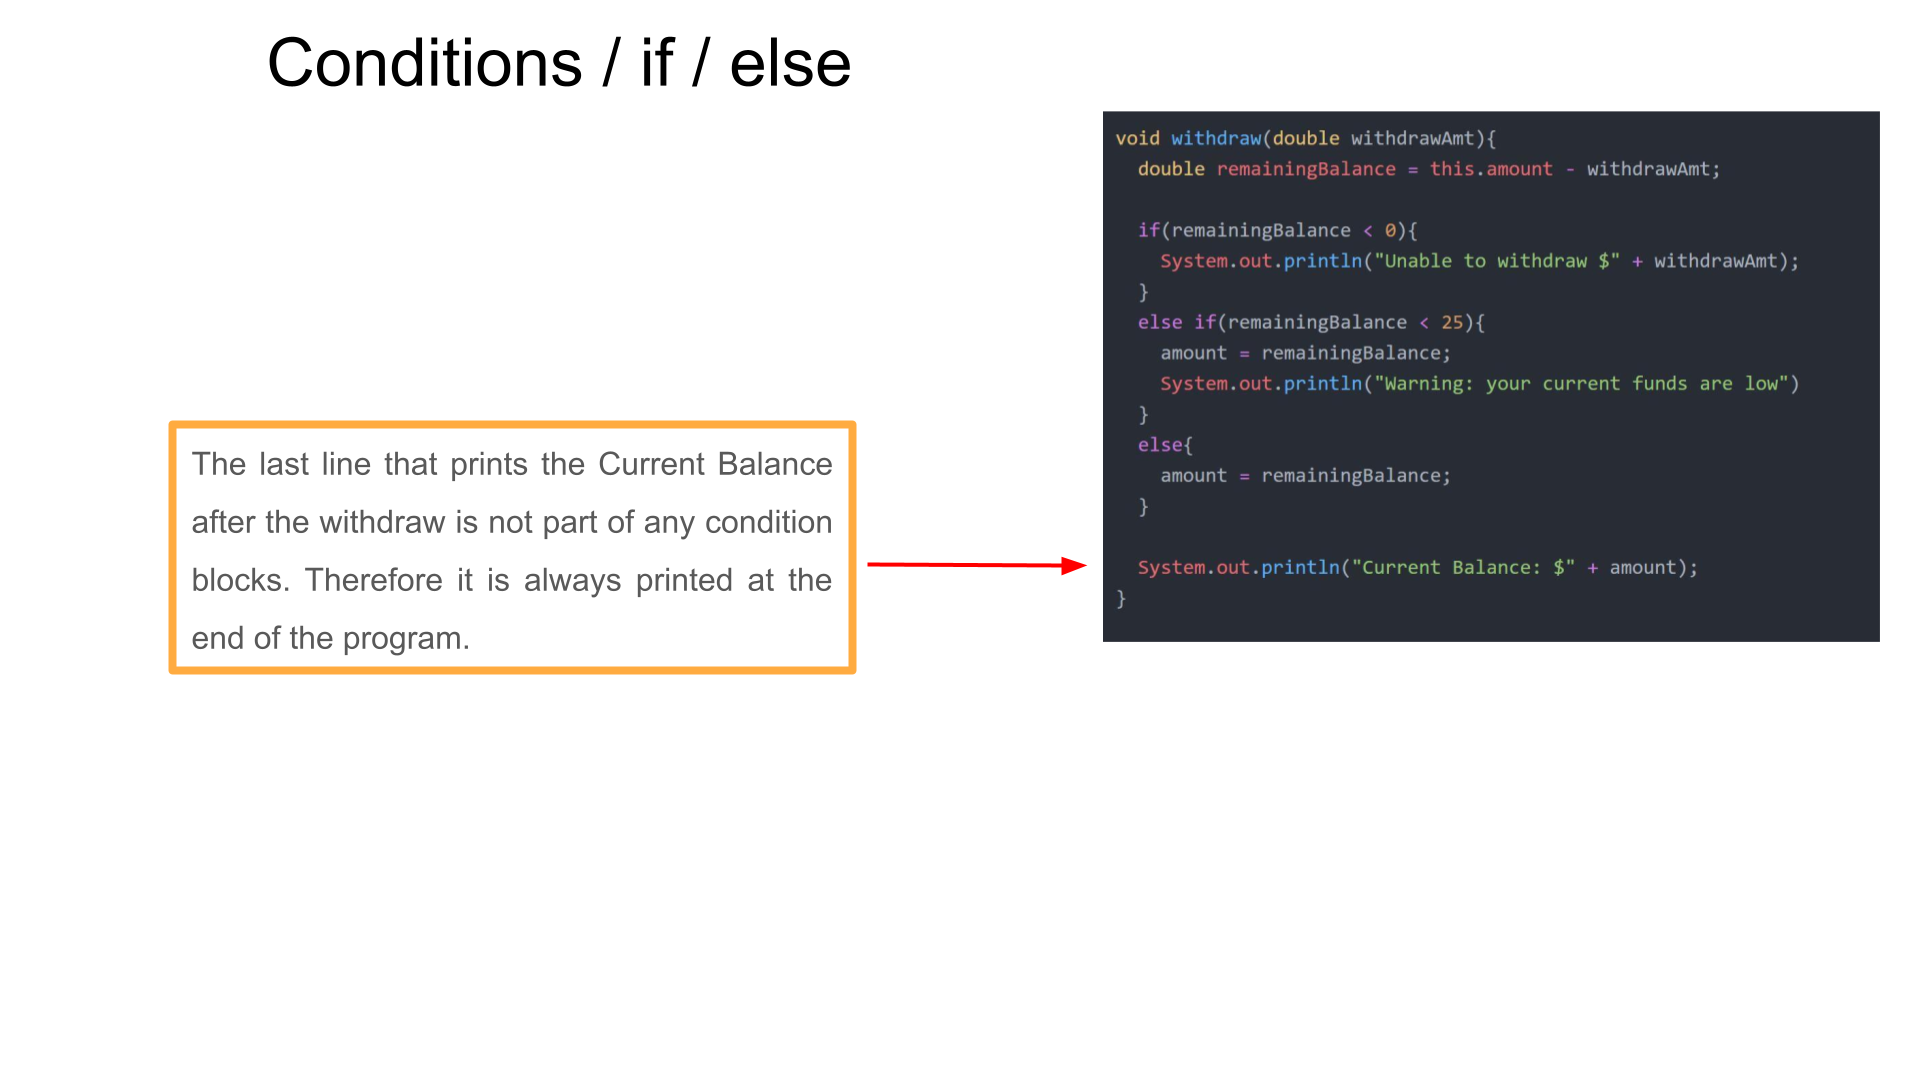 Conditions / if / else
The last line that prints the Current Balance
after the withdraw is not part of any condition
blocks. Therefore it is always printed at the
end of the program.
void withdraw(double withdrawAmt){
  double remainingBalance = this.amount - withdrawAmt;

  if(remainingBalance < 0){
    System.out.println("Unable to withdraw $" + withdrawAmt);
  }
  else if(remainingBalance < 25){
    amount = remainingBalance;
    System.out.println("Warning: your current funds are low")
  }
  else{
    amount = remainingBalance;
  }

  System.out.println("Current Balance: $" + amount);
}